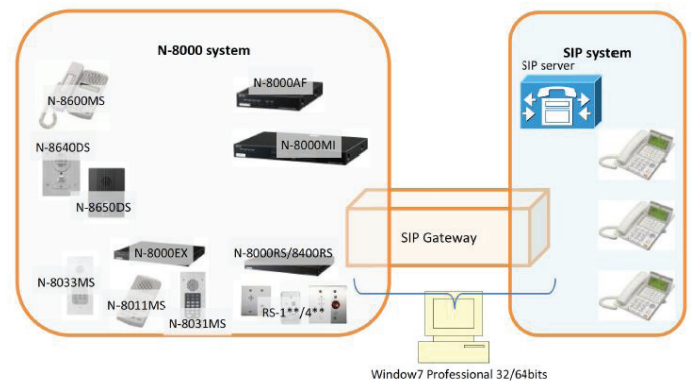 N-8000 system
SIP system
SIP server
N-8600MS
N-8000AF
N-8640DS
N-8000MI
N-8650DS
SIP Gateway
N-8000EX
N-8000RS/8400RS
N-8033MS
N-8011MS
RS-1**/4**
N-8031MS
Window7 Professional 32/64bits